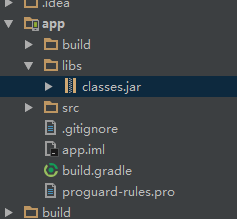 .idea
app
build
libs
classes.jar
src
.gitignore
app.iml
build.gradle
proguard-rules.pro
build